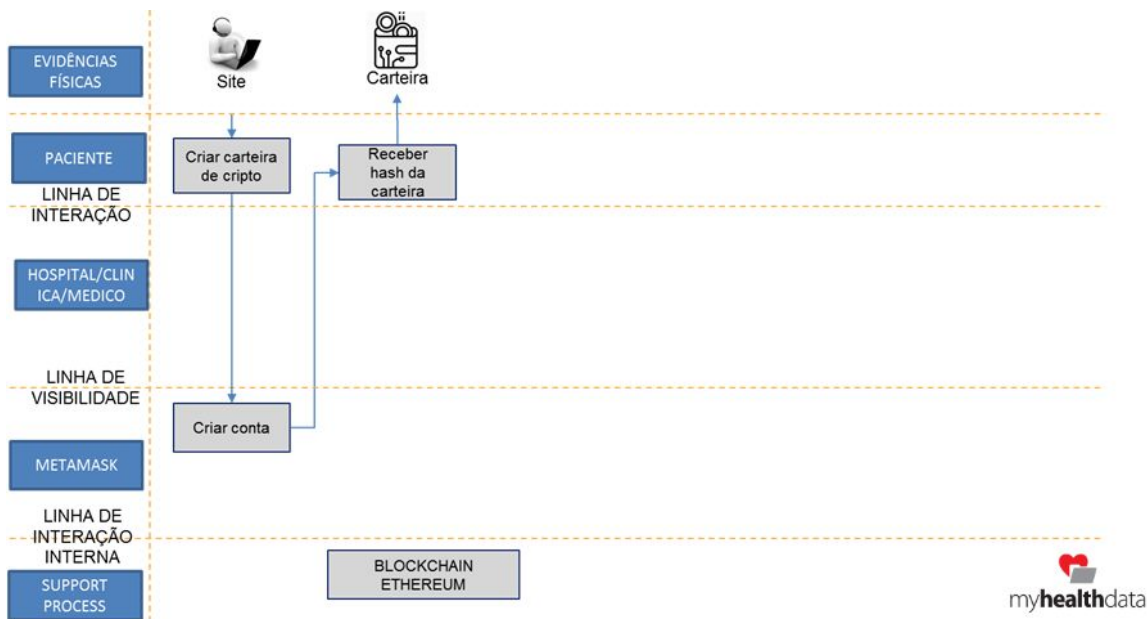 EVIDÊNCIAS
FÍSICAS
Site
Carteira
PACIENTE
Criar carteira
de cripto
Receber
hash da
carteira
LINHA DE
INTERAÇÃO
HOSPITAL/CLIN
ICA/MEDICO
LINHA DE
VISIBILIDADE
Criar conta
METAMASK
LINHA DE
INTERAÇÃO
INTERNA
BLOCKCHAIN
ETHEREUM
SUPPORT
PROCESS
myhealthdata